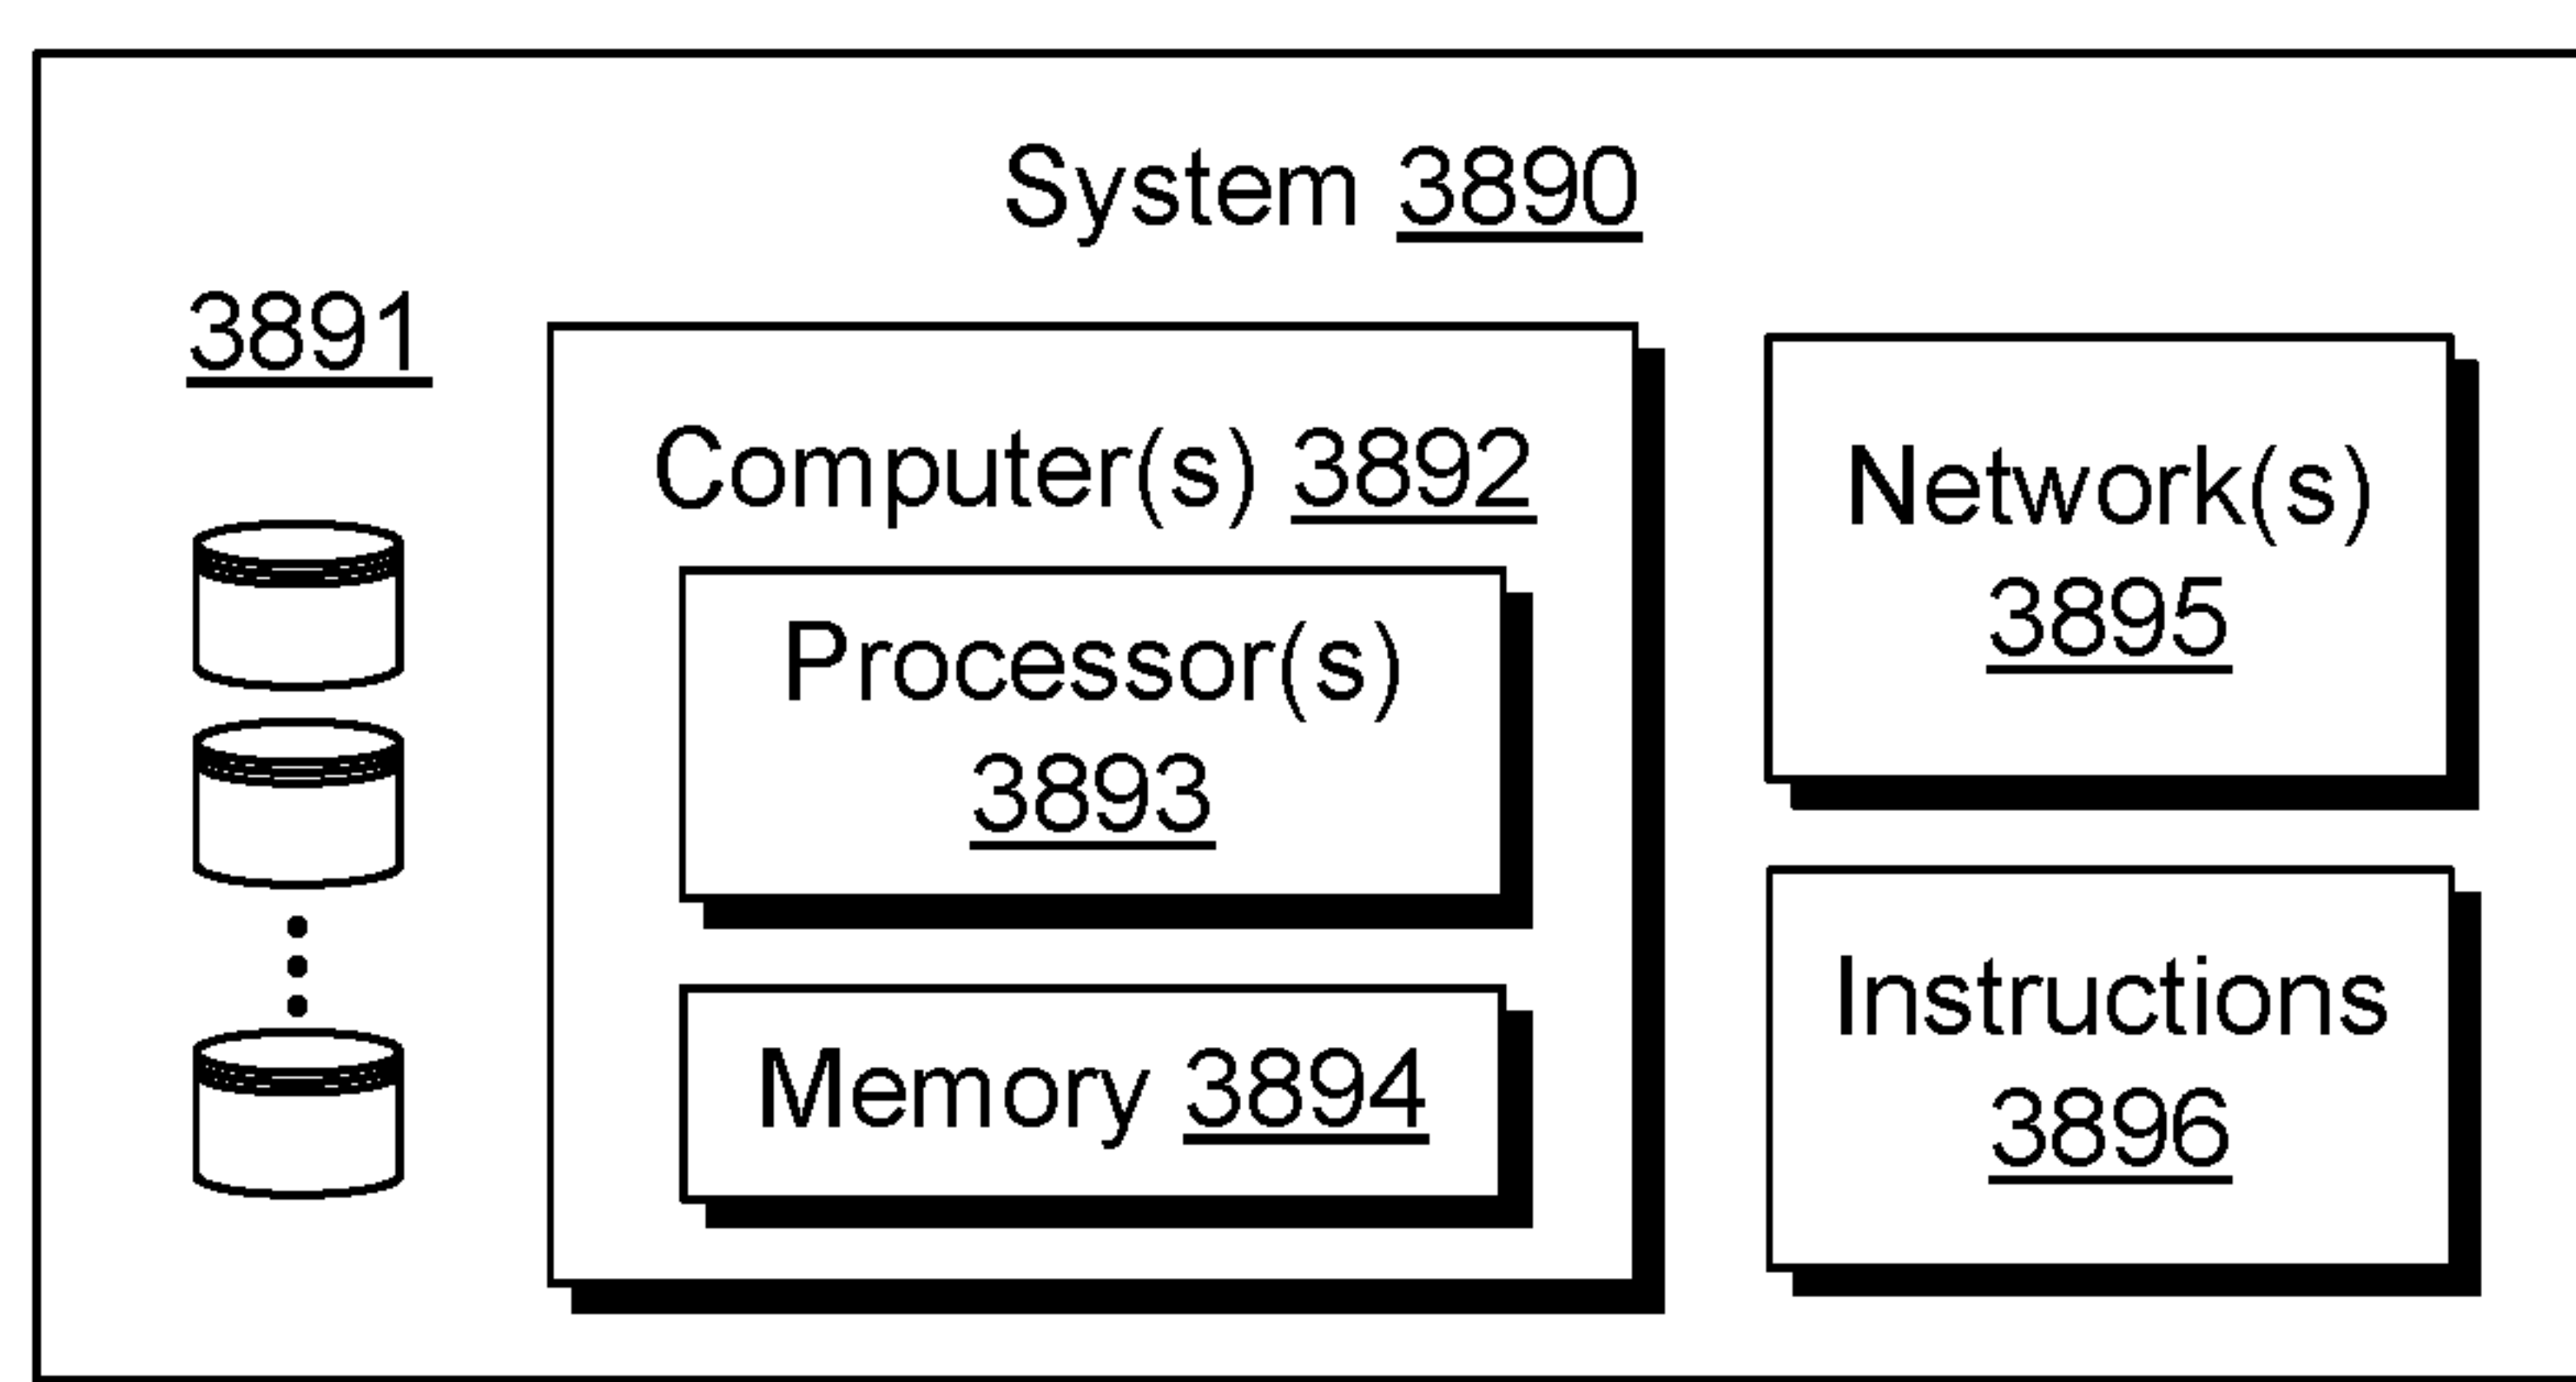 System 3890
3891
Computer(s) 3892
Processor(s)
3893
Memory 3894
Network(s)
3895
Instructions
3896